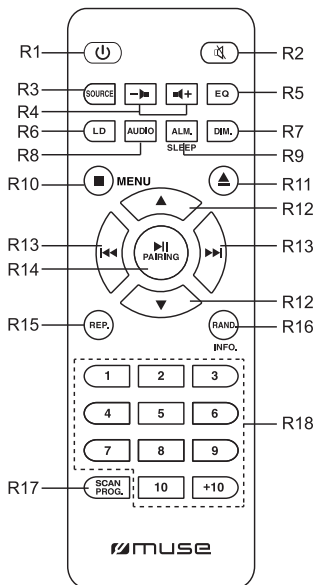 R1
R2
R3 SOURCE EQ R5
R4
R6 LD AUDIO ALM. DIM. R7
R8 SLEEP R9
R10 MENU R11
R12
R13 R13
R14 PAIRING
R12
R15 REP. RAND. R16
INFO.
1 2 3
4 5 6
R18
7 8 9
R17 SCAN PROG. 10 +10
muse